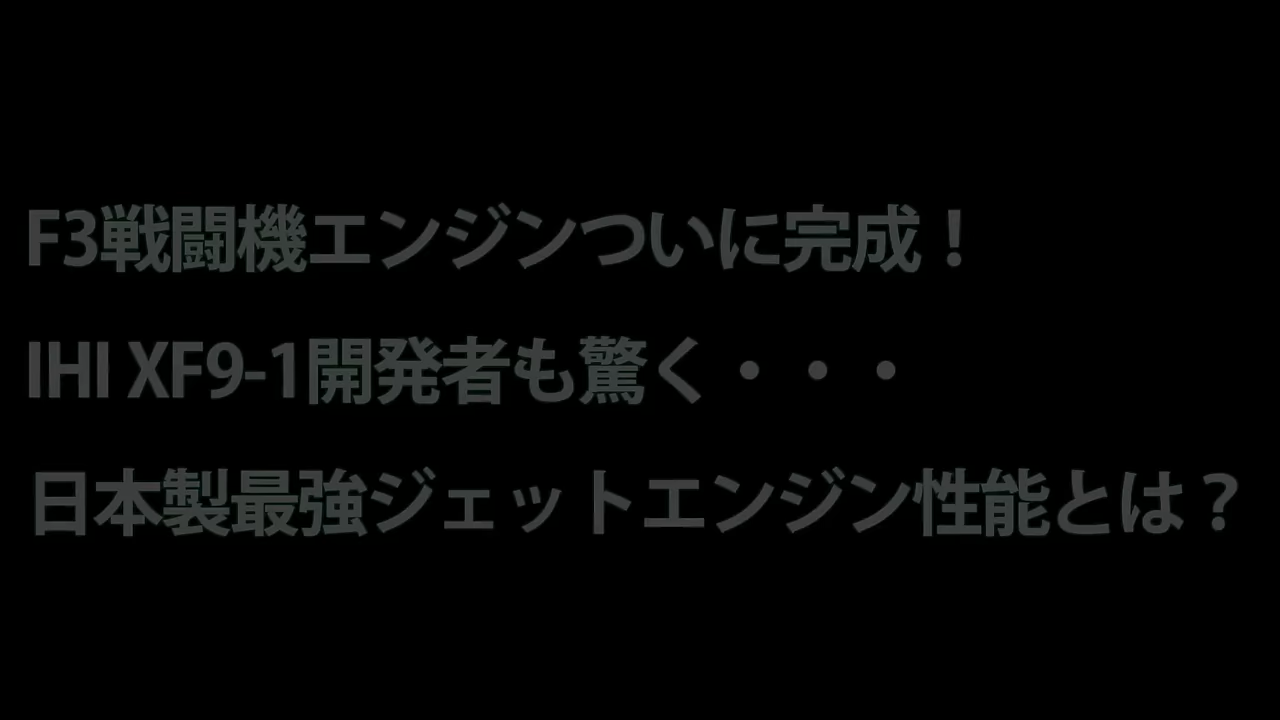 F3戦闘機エンジンついに完成！
IHI XF9-1開発者も驚く・・・
日本製最強ジェットエンジン性能とは？